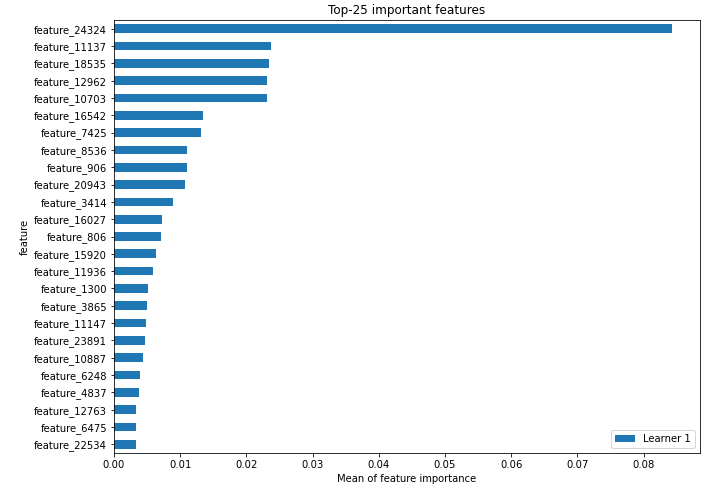 Top-25 important features
feature_24324
feature_11137
feature_18535
feature_12962
feature_10703
feature_16542
feature_7425
feature_8536
feature_906
feature_20943
feature_3414
feature_16027
feature_806
feature_15920
feature_11936
feature_1300
feature_3865
feature_11147
feature_23891
feature_10887
feature_6248
feature_4837
feature_12763
feature_6475
feature_22534
feature
Learner 1
0.00 0.01 0.02 0.03 0.04 0.05 0.06 0.07 0.08
Mean of feature importance